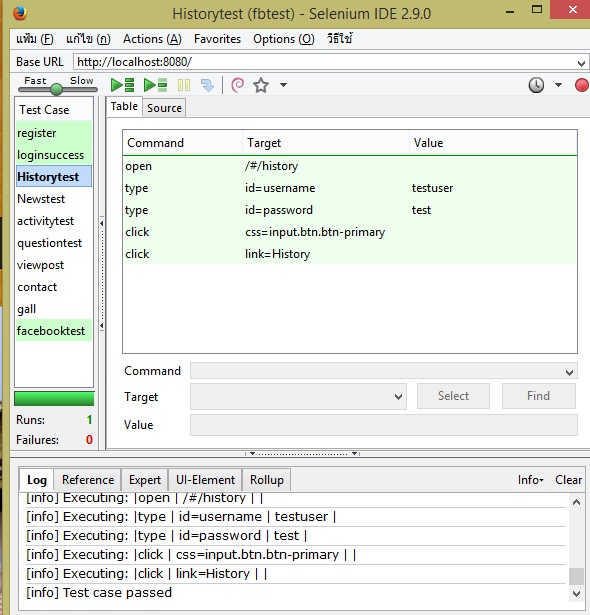 Historytest (fbtest) - Selenium IDE 2.9.0
แฟ้ม (F) แก้ไข (ก) Actions (A) Favorites Options (O) วิธีใช้
Base URL http://localhost:8080/
Fast Slow
Table Source
Test Case
register
loginsuccess
Historytest
Newstest
activitytest
questiontest
viewpost
contact
gall
facebooktest
Runs: 1
Failures: 0
Command Target Value
open /#/history
type id=username testuser
type id=password test
click css=input.btn.btn-primary
click link=History
Command
Target Select Find
Value
Log Reference Expert UI-Element Rollup Info Clear
[info] Executing: |open | /#/history | |
[info] Executing: |type | id=username | testuser |
[info] Executing: |type | id=password | test |
[info] Executing: |click | css=input.btn.btn-primary | |
[info] Executing: |click | link=History | |
[info] Test case passed